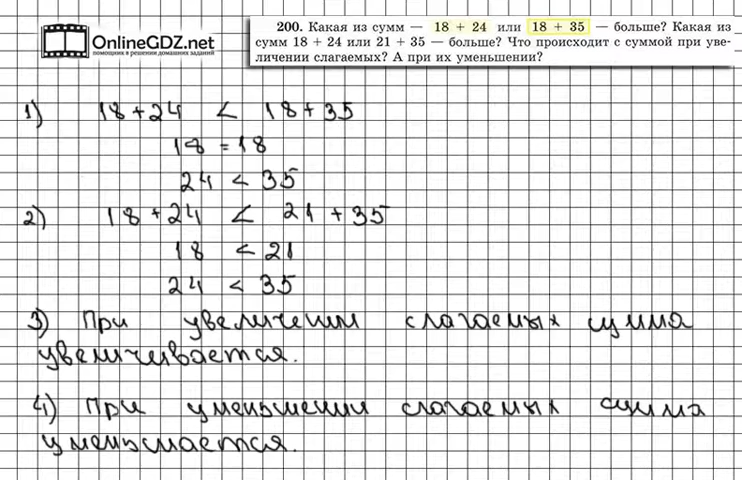 OnlineGDZ.net
помощник в решении домашних заданий
200. Какая из сумм — 18 + 24 или 18 + 35 — больше? Какая из
сумм 18 + 24 или 21 + 35 — больше? Что происходит с суммой при уве-
личении слагаемых? А при их уменьшении?
1) 18 + 24 < 18 + 35
18 = 18
24 < 35
2) 18 + 24 < 21 + 35
18 < 21
24 < 35
3) При увеличении слагаемых сумма
увеличивается.
4) При уменьшении слагаемых сумма
уменьшается.